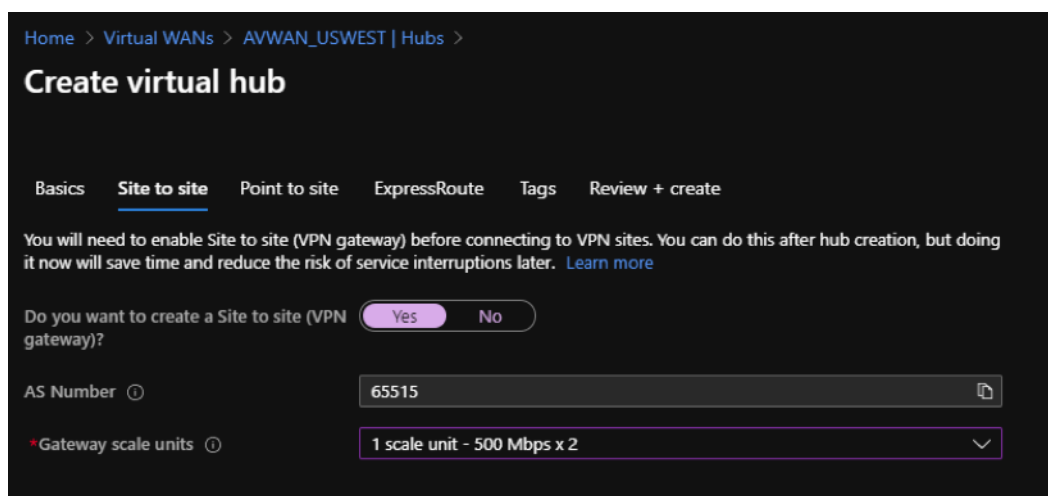 Home > Virtual WANs > AVWAN_USWEST | Hubs >
Create virtual hub
Basics Site to site Point to site ExpressRoute Tags Review + create
You will need to enable Site to site (VPN gateway) before connecting to VPN sites. You can do this after hub creation, but doing
it now will save time and reduce the risk of service interruptions later. Learn more
Do you want to create a Site to site (VPN
gateway)?
Yes No
AS Number
65515
*Gateway scale units
1 scale unit - 500 Mbps x 2